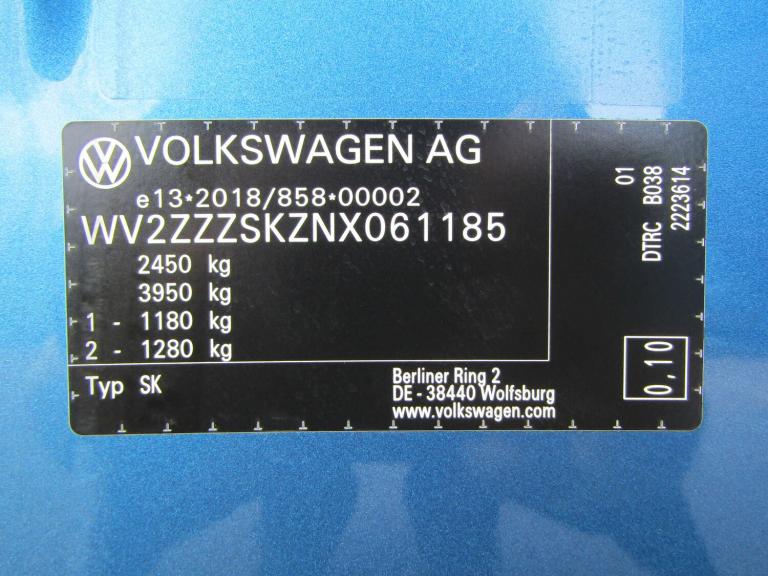 VOLKSWAGEN AG
e13*2018/858*00002
WV2ZZZSKZNX061185
2450 kg
3950 kg
1 - 1180 kg
2 - 1280 kg
Typ SK
Berliner Ring 2
DE - 38440 Wolfsburg
www.volkswagen.com
01
DTRC B038
2223614
0,10